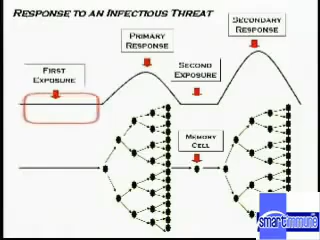 RESPONSE TO AN INFECTIOUS THREAT
SECONDARY
RESPONSE
PRIMARY
RESPONSE
FIRST
EXPOSURE
SECOND
EXPOSURE
MEMORY
CELL
smartimmune